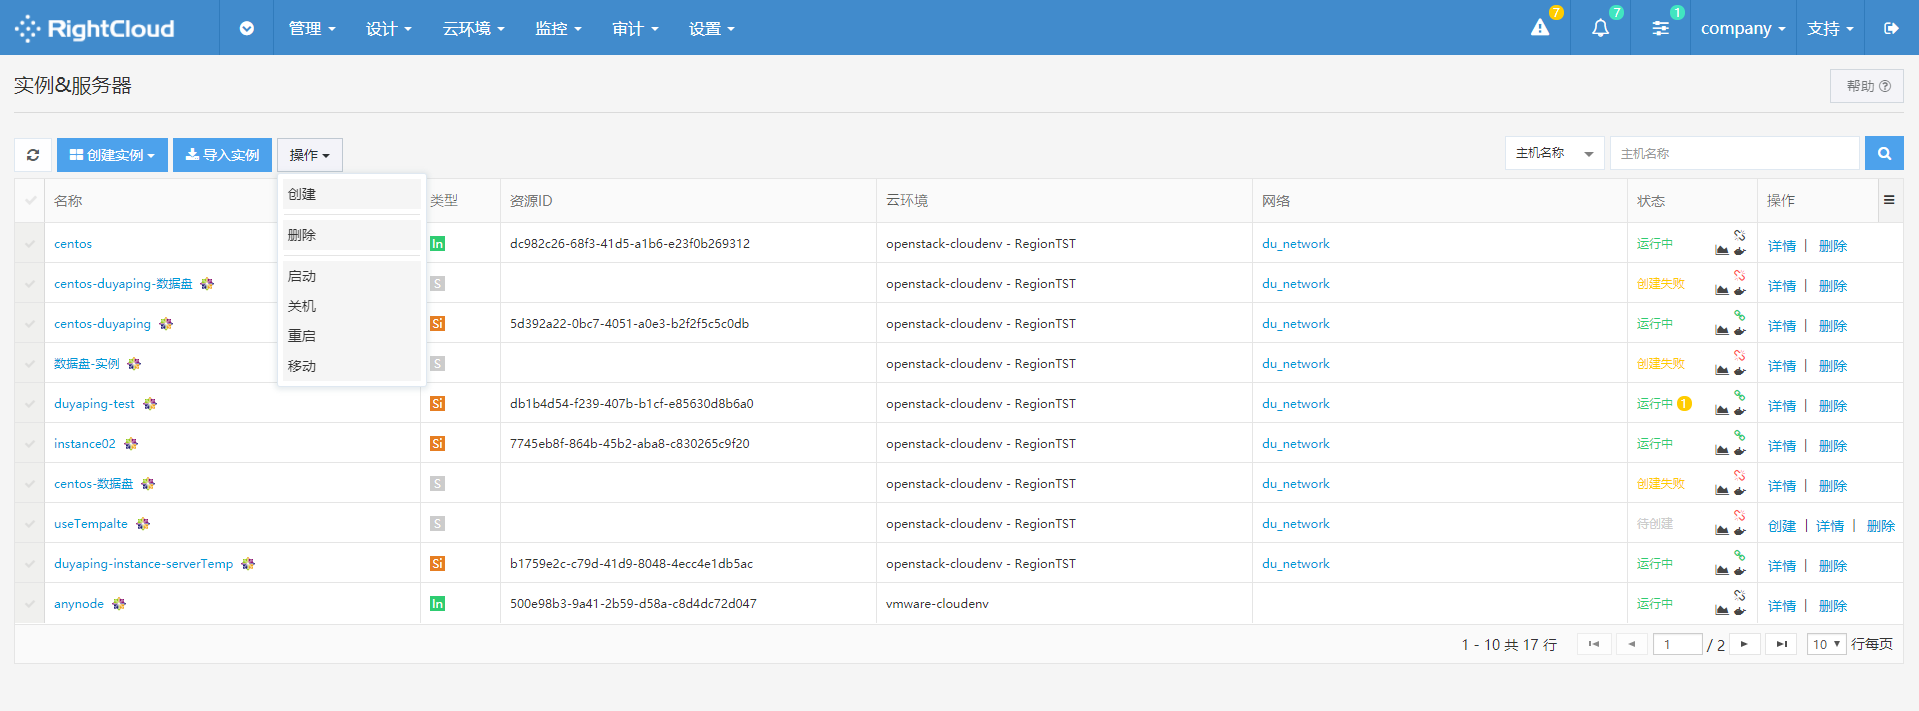 RightCloud 管理 设计 云环境 监控 审计 设置 7 7 1 company 支持
实例&服务器 帮助
创建实例 导入实例 操作 主机名称 主机名称
创建
名称 类型 资源ID 云环境 网络 状态 操作
删除
centos In dc982c26-68f3-41d5-a1b6-e23f0b269312 openstack-cloudenv - RegionTST du_network 运行中 详情 | 删除
启动
centos-duyaping-数据盘 S openstack-cloudenv - RegionTST du_network 创建失败 详情 | 删除
关机
centos-duyaping Si 5d392a22-0bc7-4051-a0e3-b2f2f5c5c0db openstack-cloudenv - RegionTST du_network 运行中 详情 | 删除
重启
数据盘-实例 S openstack-cloudenv - RegionTST du_network 创建失败 详情 | 删除
移动
duyaping-test Si db1b4d54-f239-407b-b1cf-e85630d8b6a0 openstack-cloudenv - RegionTST du_network 运行中 1 详情 | 删除
instance02 Si 7745eb8f-864b-45b2-aba8-c830265c9f20 openstack-cloudenv - RegionTST du_network 运行中 详情 | 删除
centos-数据盘 S openstack-cloudenv - RegionTST du_network 创建失败 详情 | 删除
useTempalte S openstack-cloudenv - RegionTST du_network 待创建 创建 | 详情 | 删除
duyaping-instance-serverTemp Si b1759e2c-c79d-41d9-8048-4ecc4e1db5ac openstack-cloudenv - RegionTST du_network 运行中 详情 | 删除
anynode In 500e98b3-9a41-2b59-d58a-c8d4dc72d047 vmware-cloudenv 运行中 详情 | 删除
1 - 10 共 17 行 1 / 2 10 行每页